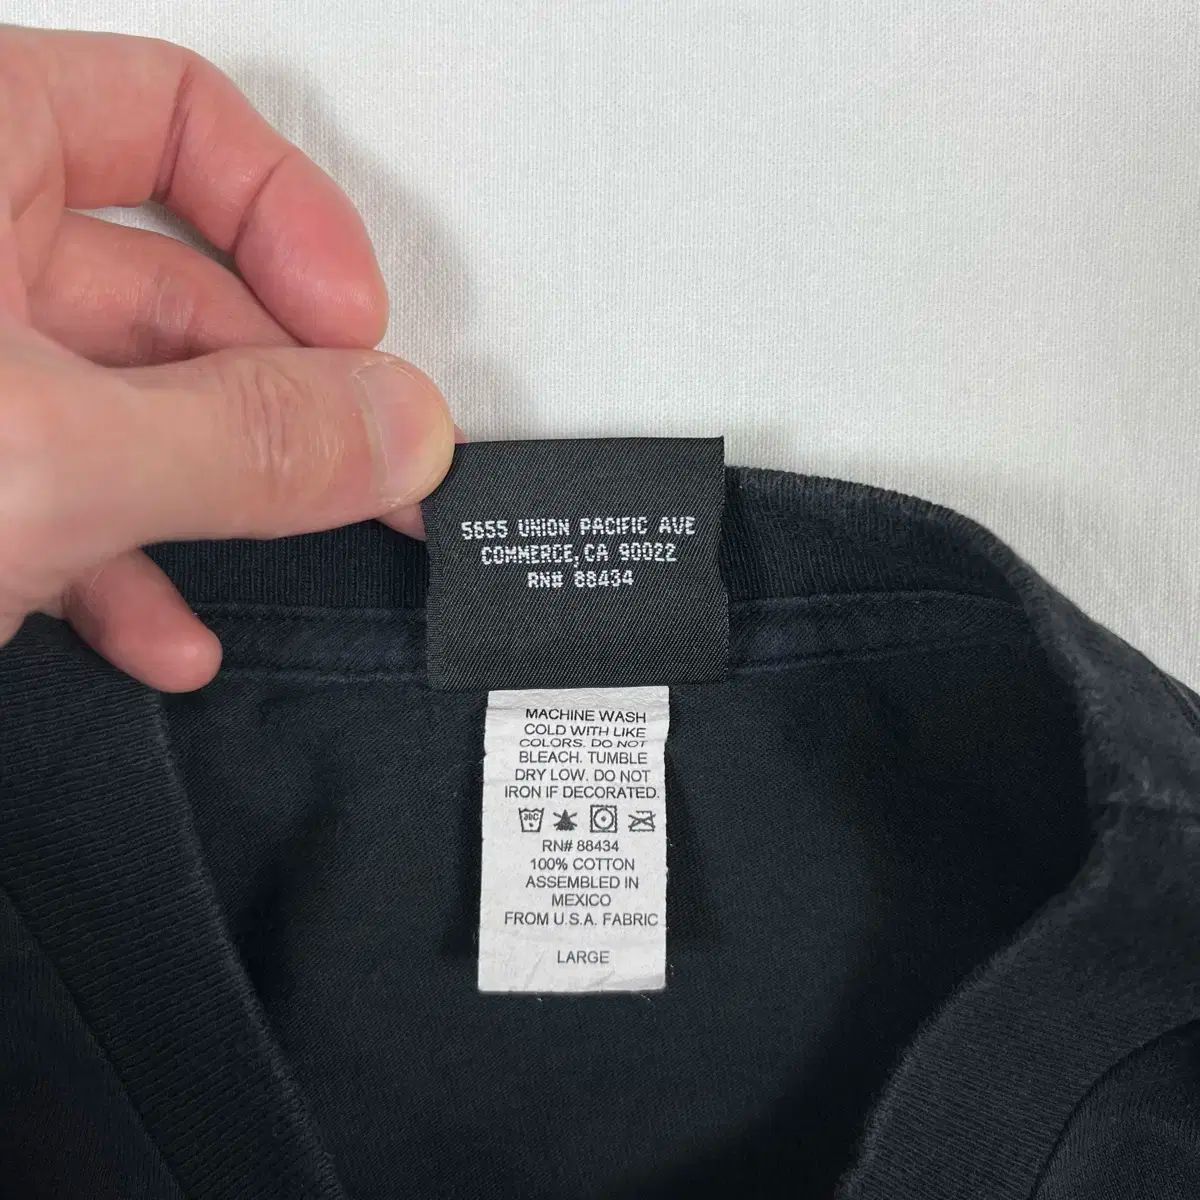 5655 UNION PACIFIC AVE
COMMERCE, CA 90022
RN# 88434
MACHINE WASH
COLD WITH LIKE
COLORS. DO NOT
BLEACH. TUMBLE
DRY LOW. DO NOT
IRON IF DECORATED.
RN# 88434
100% COTTON
ASSEMBLED IN
MEXICO
FROM U.S.A. FABRIC
LARGE